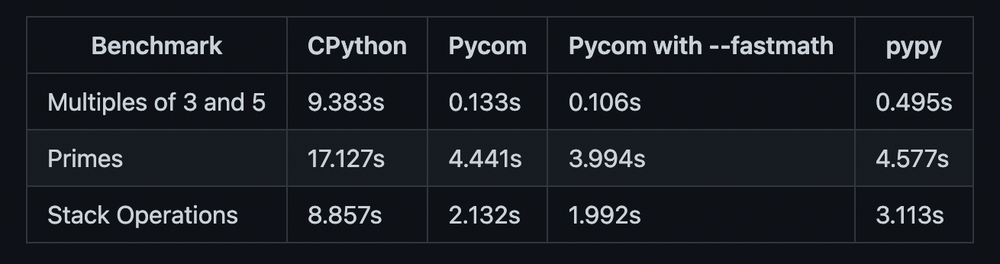 Benchmark CPython Pycom Pycom with --fastmath pypy
Multiples of 3 and 5 9.383s 0.133s 0.106s 0.495s
Primes 17.127s 4.441s 3.994s 4.577s
Stack Operations 8.857s 2.132s 1.992s 3.113s